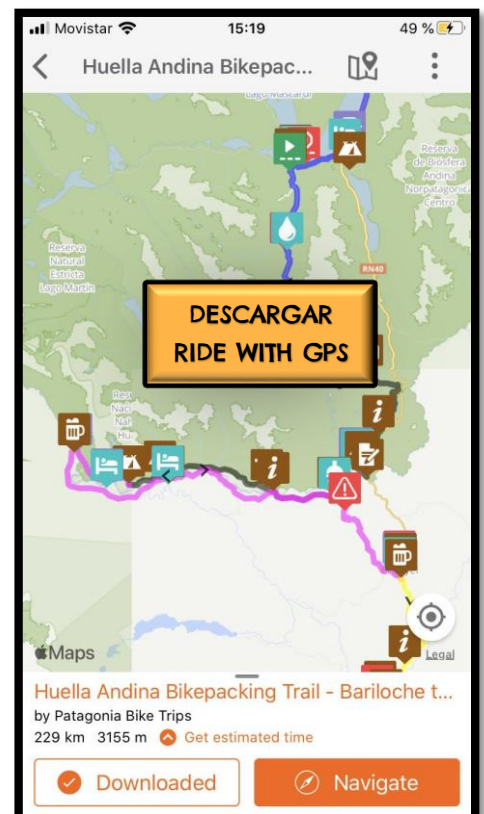 Movistar 15:19 49 %
Huella Andina Bikepac...
Lago Mascardi
Reserva
de Biosfera
Andina
Norpatagonica
Centro
Reserva
Natural
Estricta
Lago Martin
RN40
DESCARGAR
RIDE WITH GPS
Maps
Legal
Huella Andina Bikepacking Trail - Bariloche t...
by Patagonia Bike Trips
229 km 3155 m Get estimated time
Downloaded
Navigate